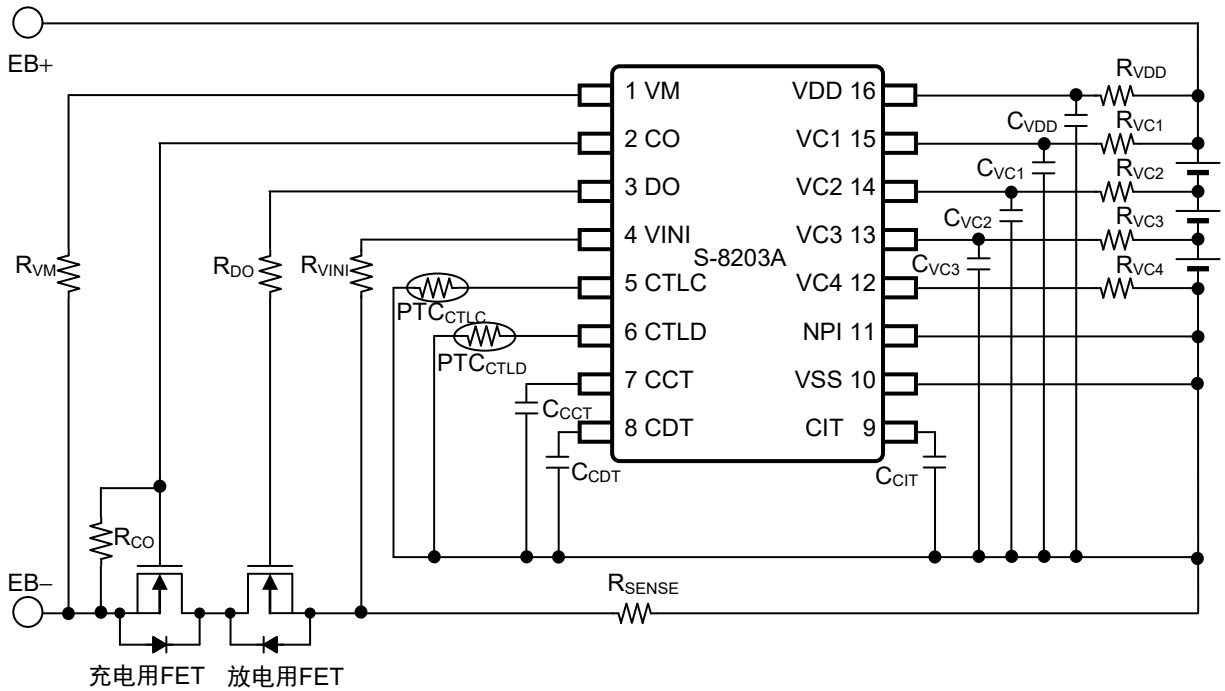 EB+
1 VM
2 CO
3 DO
4 VINI
5 CTLC
6 CTLD
7 CCT
8 CDT
S-8203A
VDD 16
VC1 15
VC2 14
VC3 13
VC4 12
NPI 11
VSS 10
CIT 9
RVDD
RVC1
RVC2
RVC3
RVC4
CVDD
CVC1
CVC2
CVC3
RVM
RDO
RVINI
PTCCTLC
PTCCTLD
CCCT
CCDT
CCIT
RCO
EB−
RSENSE
充电用FET
放电用FET